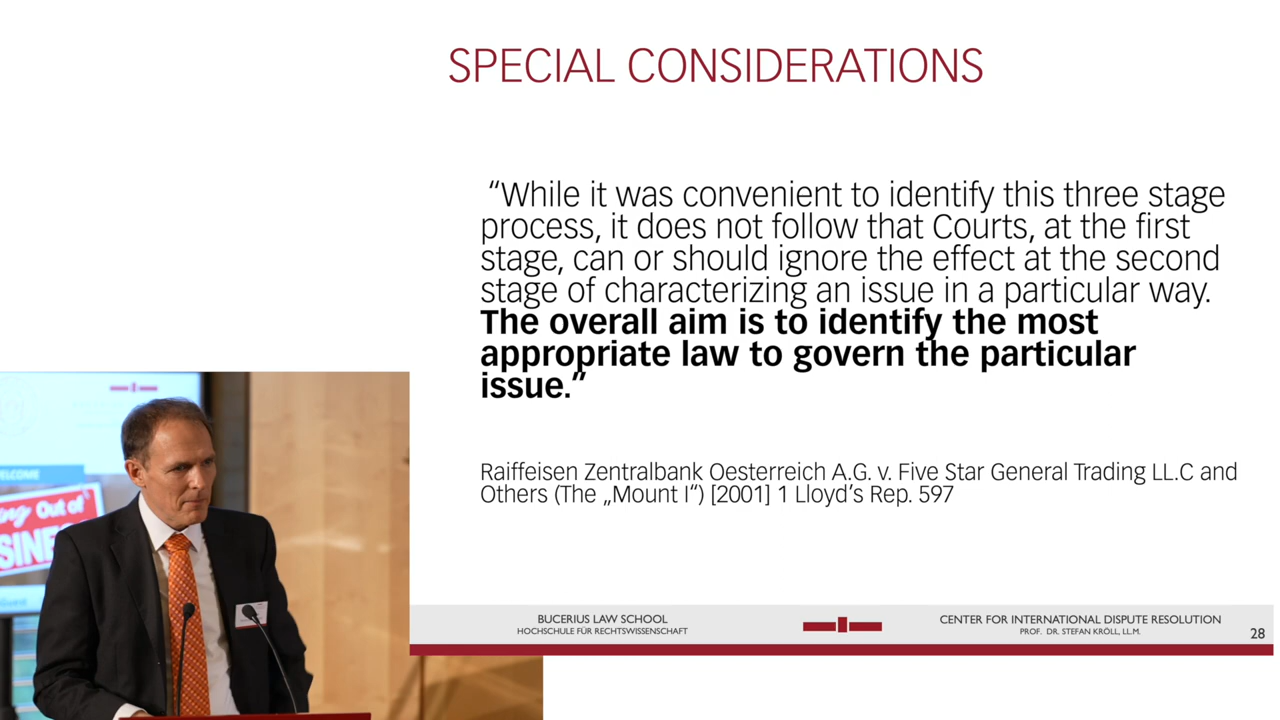 SPECIAL CONSIDERATIONS
“While it was convenient to identify this three stage
process, it does not follow that Courts, at the first
stage, can or should ignore the effect at the second
stage of characterizing an issue in a particular way.
The overall aim is to identify the most
appropriate law to govern the particular
issue.”
Raiffeisen Zentralbank Oesterreich A.G. v. Five Star General Trading LL.C and
Others (The „Mount I“) [2001] 1 Lloyd’s Rep. 597
Out of
BUCERIUS LAW SCHOOL
HOCHSCHULE FÜR RECHTSWISSENSCHAFT
CENTER FOR INTERNATIONAL DISPUTE RESOLUTION
PROF. DR. STEFAN KRÖLL, LL.M.
28